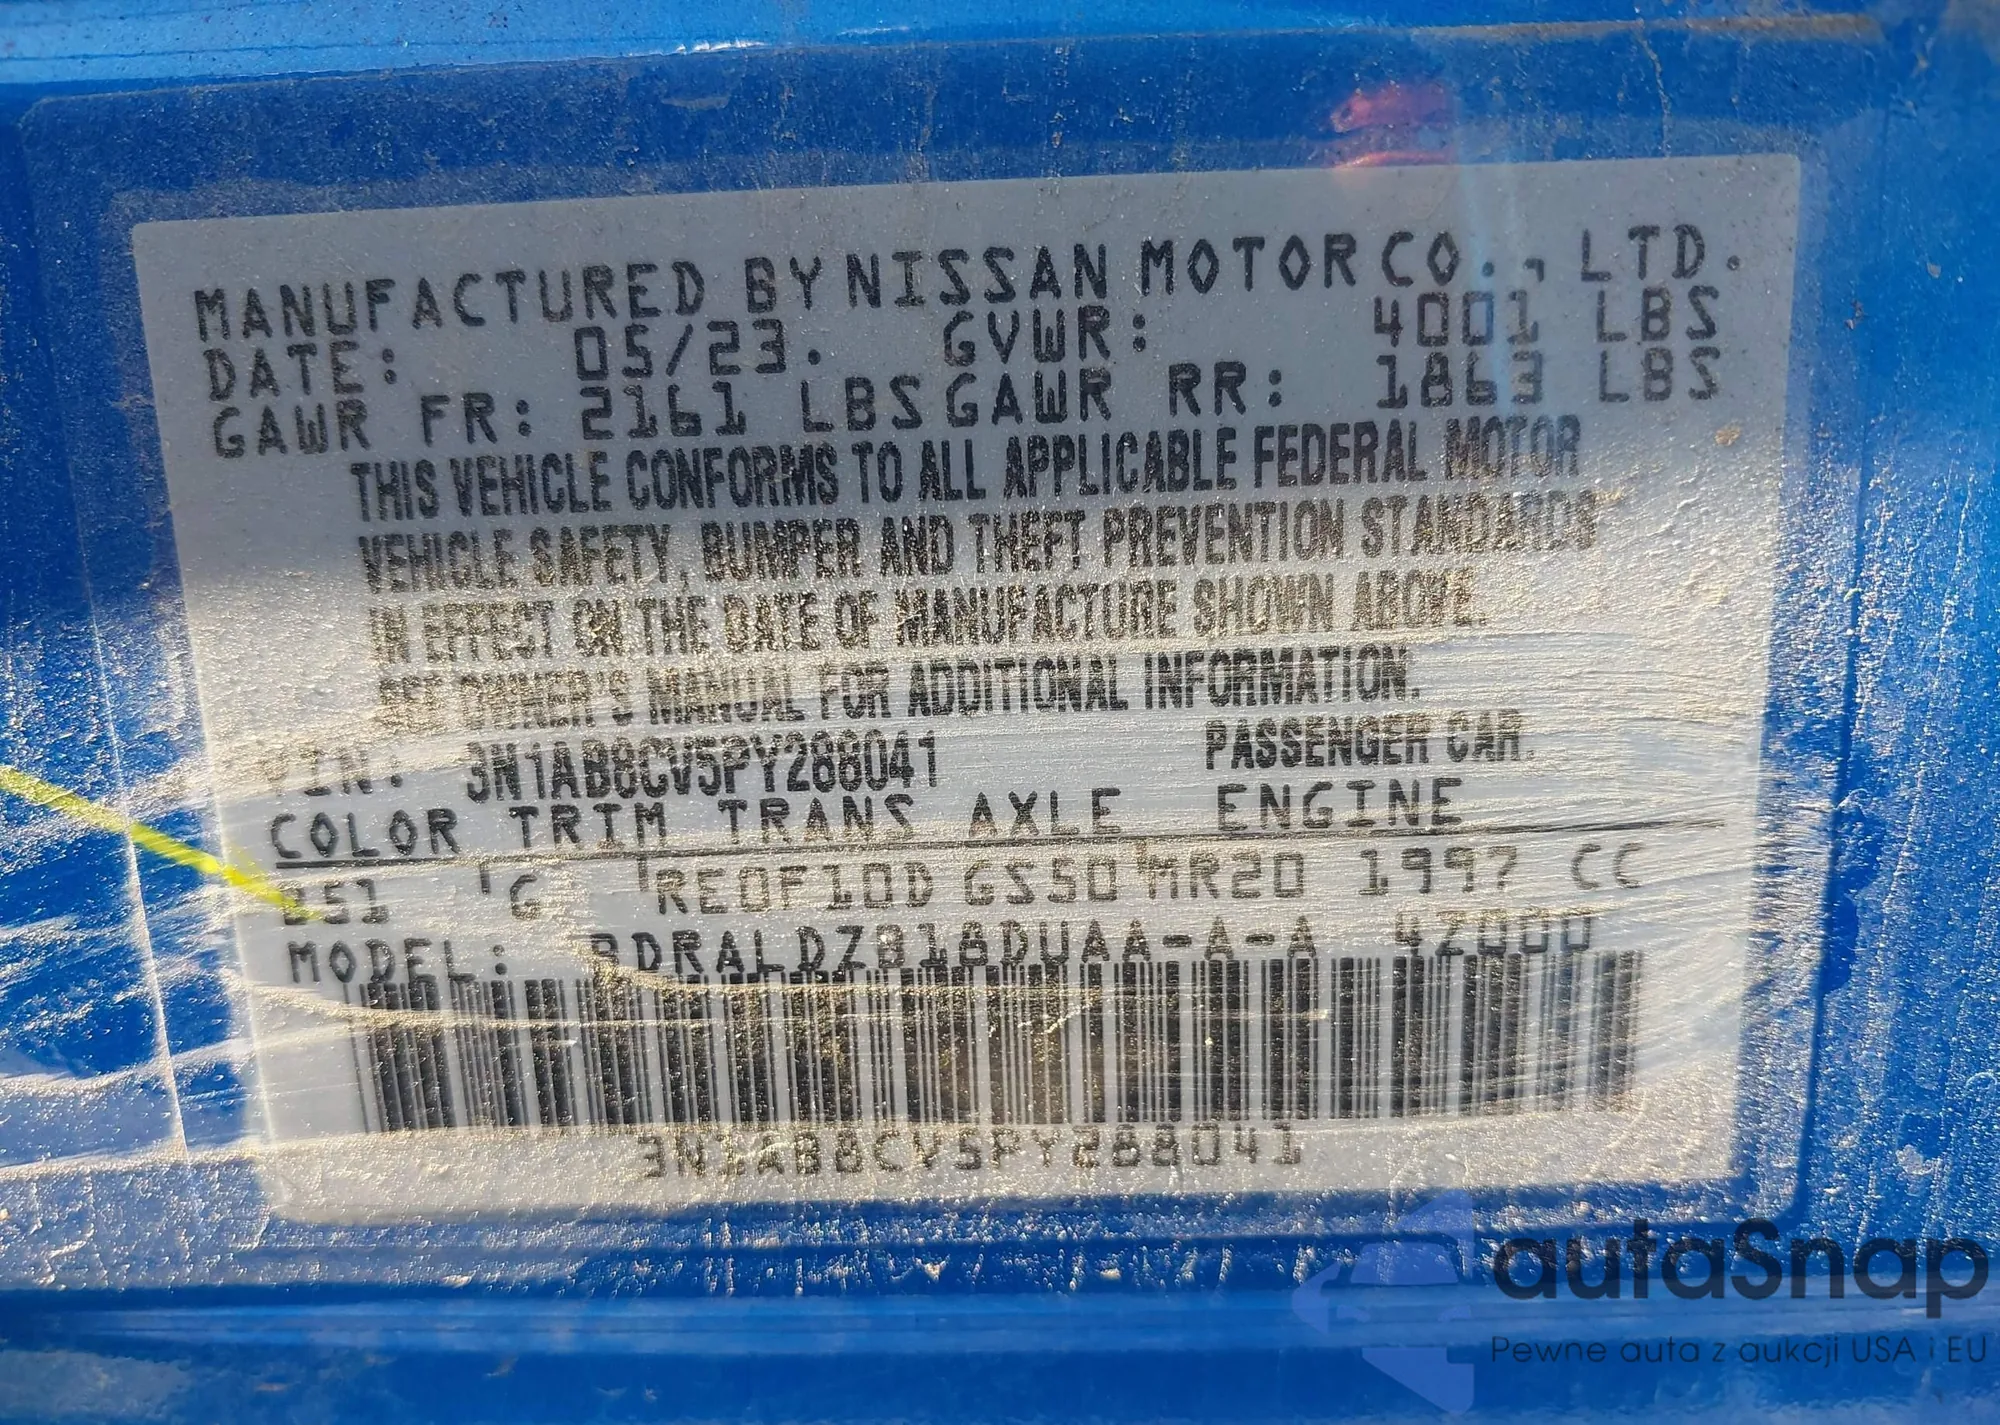 MANUFACTURED BY NISSAN MOTOR CO., LTD.
DATE: 05/23. GVWR: 4001 LBS
GAWR FR: 2161 LBS GAWR RR: 1863 LBS
THIS VEHICLE CONFORMS TO ALL APPLICABLE FEDERAL MOTOR
VEHICLE SAFETY, BUMPER AND THEFT PREVENTION STANDARDS
IN EFFECT ON THE DATE OF MANUFACTURE SHOWN ABOVE.
SEE OWNER'S MANUAL FOR ADDITIONAL INFORMATION.
VIN: 3N1AB8CV5PY288041 PASSENGER CAR.
COLOR TRIM TRANS AXLE ENGINE
G RE0F10D GS50 MR20 1997 CC
MODEL: BDRALDZB18DUAA-A-A 4Z000
3N1AB8CV5PY288041
autaSnap
Pewne auta z aukcji USA i EU